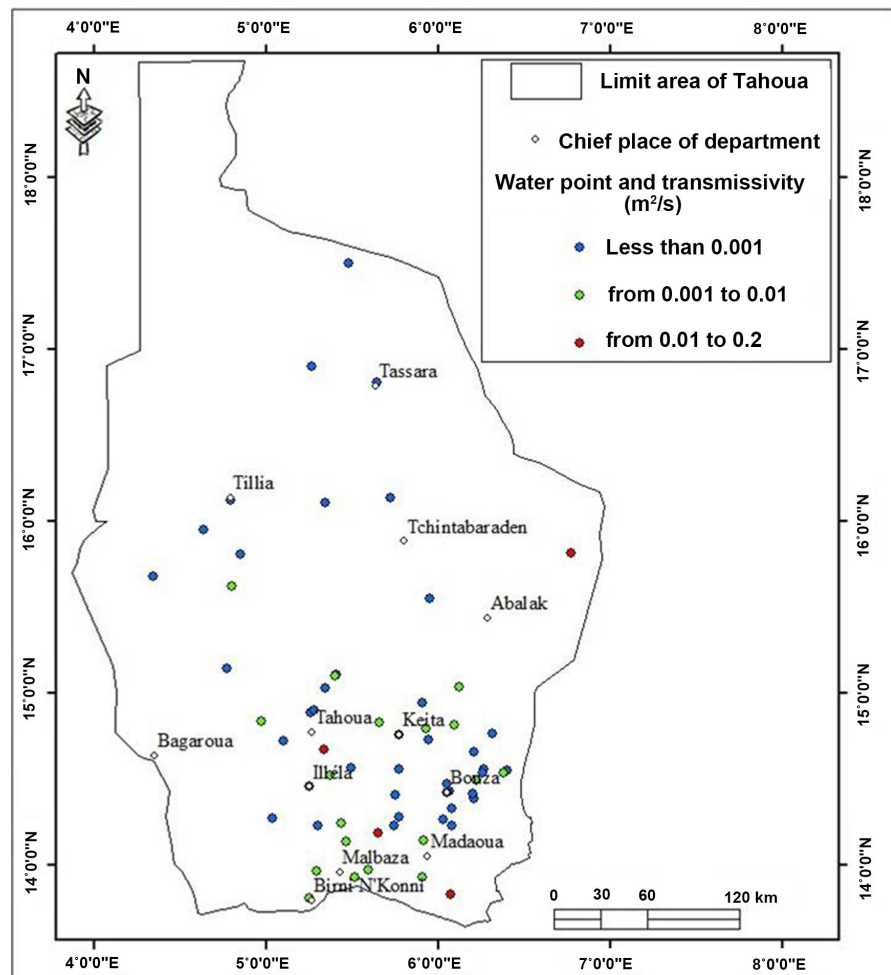 4°0'0"E 5°0'0"E 6°0'0"E 7°0'0"E 8°0'0"E
N
Limit area of Tahoua
Chief place of department
Water point and transmissivity
(m²/s)
Less than 0.001
from 0.001 to 0.01
from 0.01 to 0.2
18°0'0"N 18°0'0"N
17°0'0"N 17°0'0"N
Tassara
Tillia
16°0'0"N 16°0'0"N
Tchintabaraden
Abalak
15°0'0"N 15°0'0"N
Tahoua Keita
Bagaroua
Illéla Bouza
Madaoua
14°0'0"N 14°0'0"N
Malbaza
Birni N'Konni
0 30 60 120 km
4°0'0"E 5°0'0"E 6°0'0"E 7°0'0"E 8°0'0"E